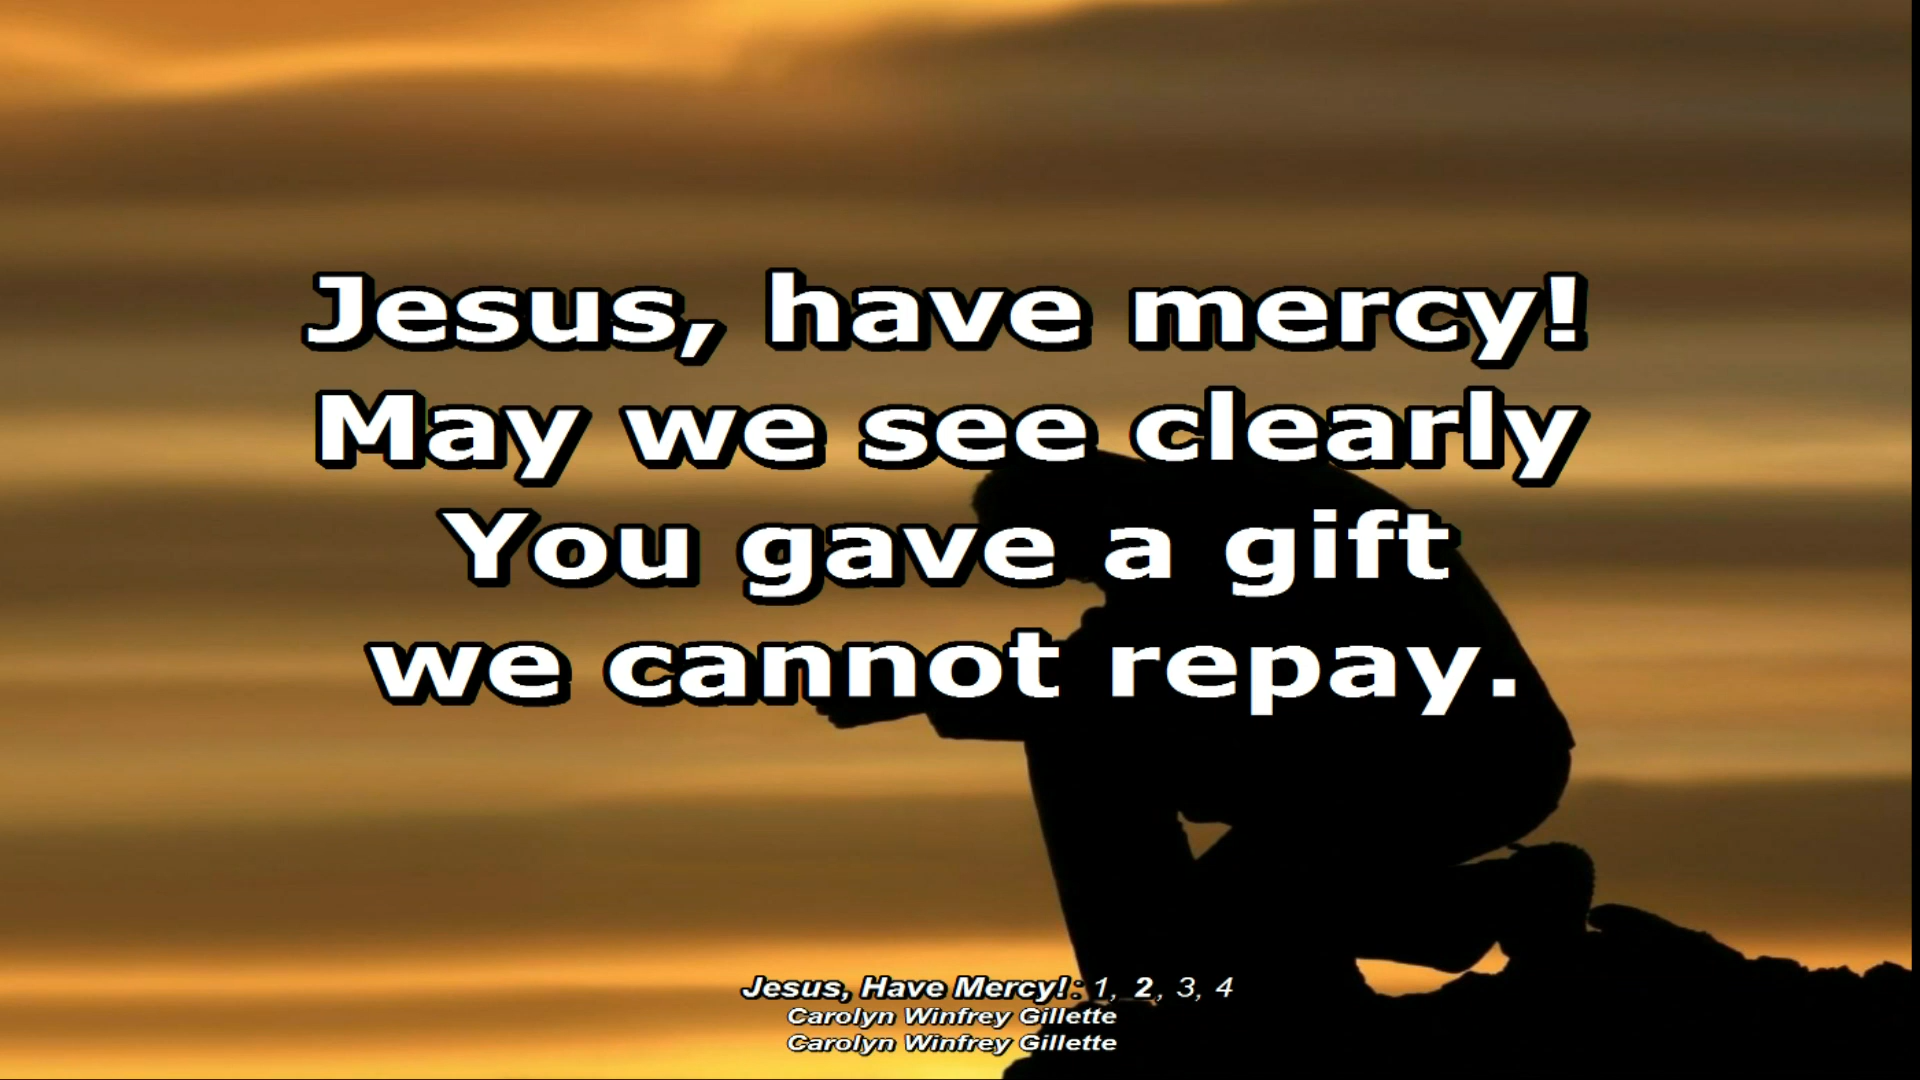 Jesus, have mercy!
May we see clearly
You gave a gift
we cannot repay.
Jesus, Have Mercy!: 1, 2, 3, 4
Carolyn Winfrey Gillette
Carolyn Winfrey Gillette